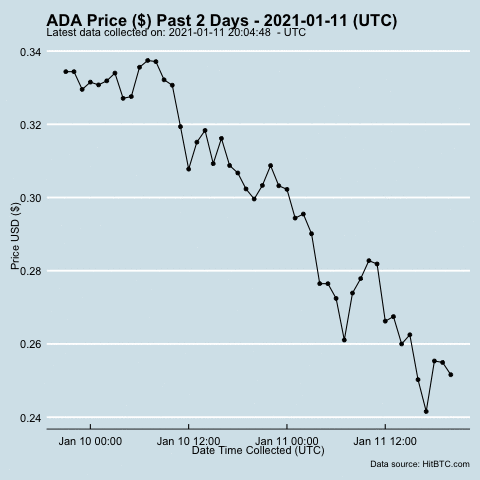 ADA Price ($) Past 2 Days - 2021-01-11 (UTC)
Latest data collected on: 2021-01-11 20:04:48  - UTC
0.34
0.32
0.30
0.28
0.26
0.24
Price USD ($)
Jan 10 00:00 Jan 10 12:00 Jan 11 00:00 Jan 11 12:00
Date Time Collected (UTC)
Data source: HitBTC.com